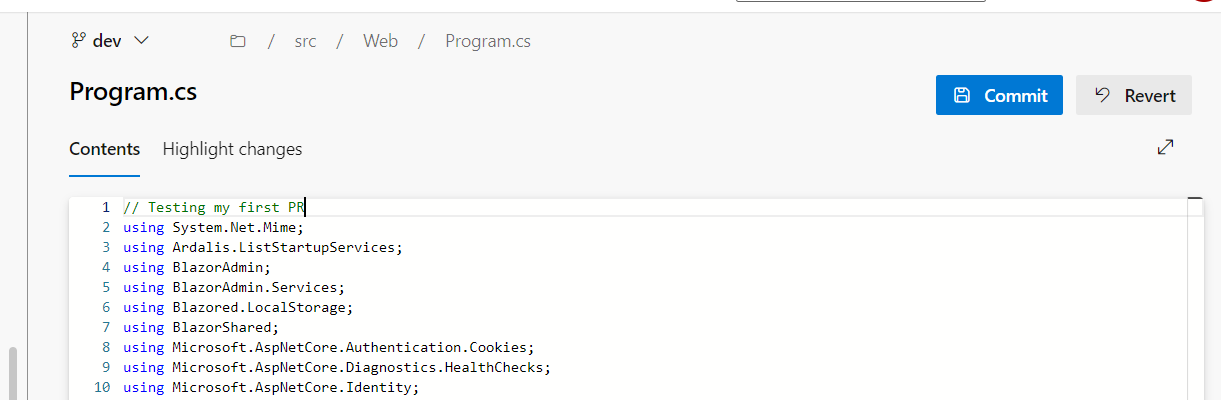 dev / src / Web / Program.cs
Program.cs
Commit Revert
Contents Highlight changes
1 // Testing my first PR
2 using System.Net.Mime;
3 using Ardalis.ListStartupServices;
4 using BlazorAdmin;
5 using BlazorAdmin.Services;
6 using Blazored.LocalStorage;
7 using BlazorShared;
8 using Microsoft.AspNetCore.Authentication.Cookies;
9 using Microsoft.AspNetCore.Diagnostics.HealthChecks;
10 using Microsoft.AspNetCore.Identity;